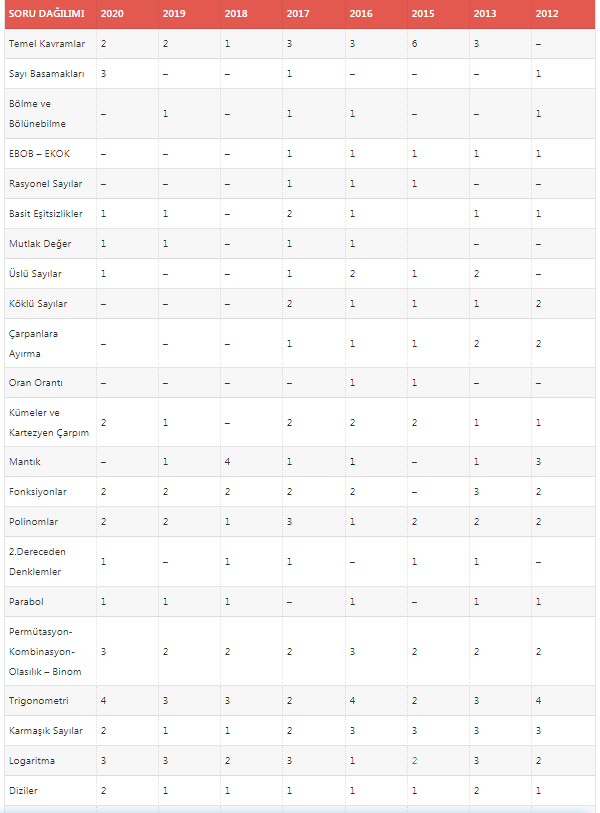 SORU DAĞILIMI 2020 2019 2018 2017 2016 2015 2013 2012
Temel Kavramlar 2 2 1 3 3 6 3 –
Sayı Basamakları 3 – – 1 – – – 1
Bölme ve
Bölünebilme – 1 – 1 1 – – 1
EBOB – EKOK – – – 1 1 1 1 1
Rasyonel Sayılar – – – 1 1 1 – –
Basit Eşitsizlikler 1 1 – 2 1 1 1
Mutlak Değer 1 1 – 1 1 – –
Üslü Sayılar 1 – – 1 2 1 2 –
Köklü Sayılar – – – 2 1 1 1 2
Çarpanlara
Ayırma – – – 1 1 1 2 2
Oran Orantı – – – – 1 1 – –
Kümeler ve
Kartezyen Çarpım 2 1 – 2 2 2 1 1
Mantık – 1 4 1 1 – 1 3
Fonksiyonlar 2 2 2 2 2 – 3 2
Polinomlar 2 2 1 3 1 2 2 2
2.Dereceden
Denklemler 1 – 1 1 – 1 1 –
Parabol 1 1 1 – 1 – 1 1
Permütasyon-
Kombinasyon- 3 2 2 2 3 2 2 2
Olasılık – Binom
Trigonometri 4 3 3 2 4 2 3 4
Karmaşık Sayılar 2 1 1 2 3 3 3 3
Logaritma 3 3 2 3 1 2 3 2
Diziler 2 1 1 1 1 1 2 1